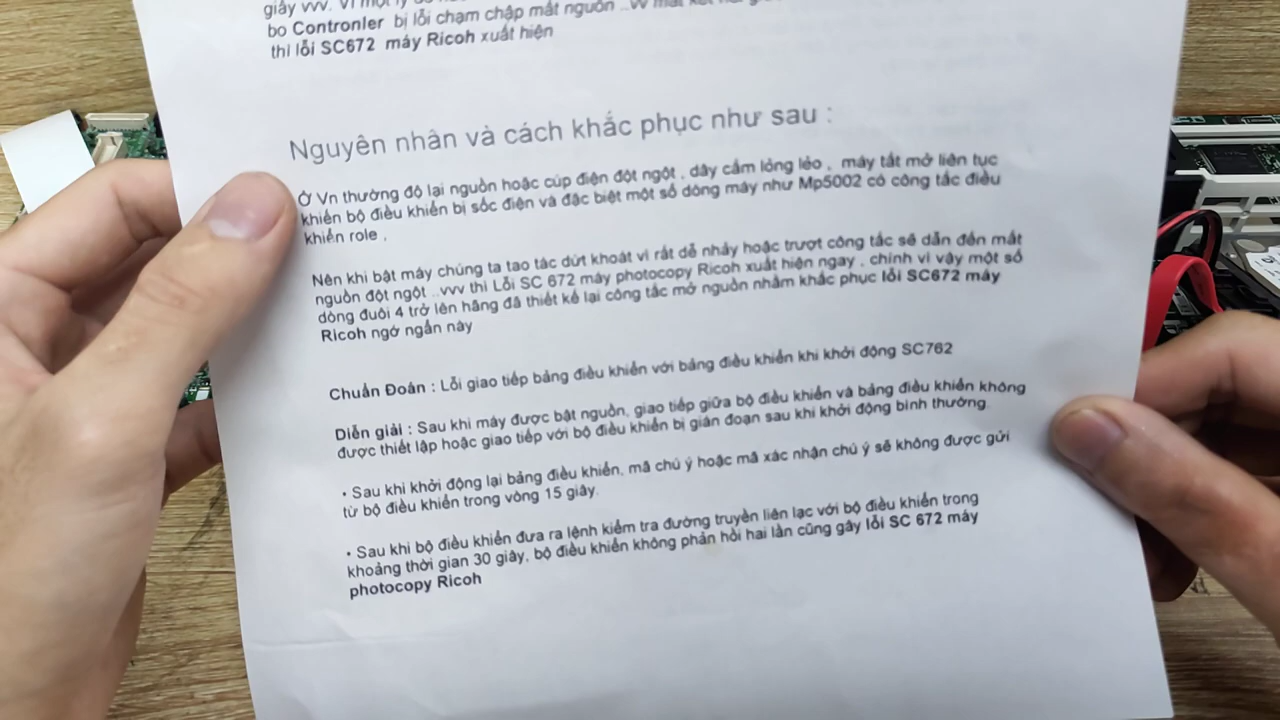 giấy vvv. Vì một lý
bo Contronler bị lỗi chạm chập mất nguồn ..vv mất kết nối
thì lỗi SC672 máy Ricoh xuất hiện
Nguyên nhân và cách khắc phục như sau :
Ở Vn thường độ lại nguồn hoặc cúp điện đột ngột , dây cắm lỏng lẻo , máy tắt mở liên tục
khiến bộ điều khiển bị sốc điện và đặc biệt một số dòng máy như Mp5002 có công tắc điều
khiển role ,
Nên khi bật máy chúng ta tao tác dứt khoát vì rất dễ nhảy hoặc trượt công tắc sẽ dẫn đến mất
nguồn đột ngột ..vvv thì Lỗi SC 672 máy photocopy Ricoh xuất hiện ngay , chính vì vậy một số
dòng đuôi 4 trở lên hãng đã thiết kế lại công tắc mở nguồn nhằm khắc phục lỗi SC672 máy
Ricoh ngớ ngẩn này
Chuẩn Đoán : Lỗi giao tiếp bảng điều khiển với bảng điều khiển khi khởi động SC762
Diễn giải : Sau khi máy được bật nguồn, giao tiếp giữa bộ điều khiển và bảng điều khiển không
được thiết lập hoặc giao tiếp với bộ điều khiển bị gián đoạn sau khi khởi động bình thường.
• Sau khi khởi động lại bảng điều khiển, mã chú ý hoặc mã xác nhận chú ý sẽ không được gửi
từ bộ điều khiển trong vòng 15 giây.
• Sau khi bộ điều khiển đưa ra lệnh kiểm tra đường truyền liên lạc với bộ điều khiển trong
khoảng thời gian 30 giây, bộ điều khiển không phản hồi hai lần cũng gây lỗi SC 672 máy
photocopy Ricoh